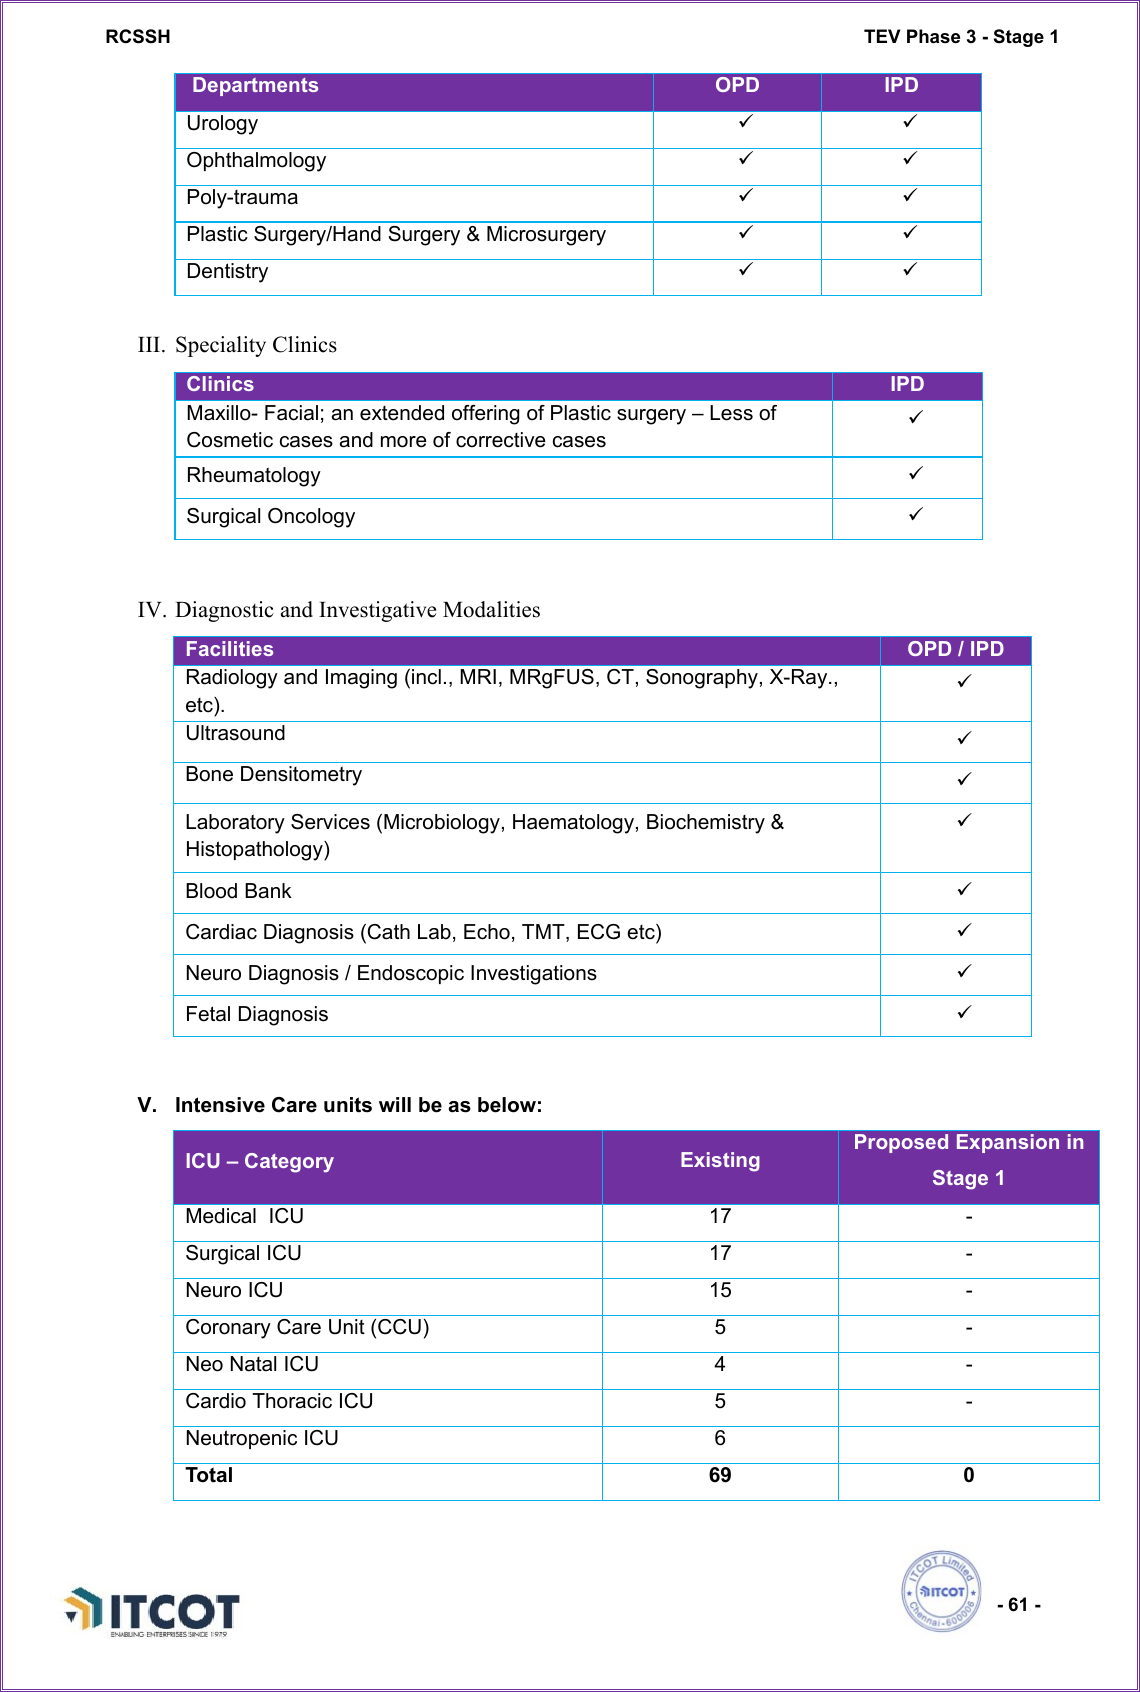 RCSSH TEV Phase 3 - Stage 1
Departments OPD IPD
Urology ✓ ✓
Ophthalmology ✓ ✓
Poly-trauma ✓ ✓
Plastic Surgery/Hand Surgery & Microsurgery ✓ ✓
Dentistry ✓ ✓
III. Speciality Clinics
Clinics IPD
Maxillo- Facial; an extended offering of Plastic surgery – Less of ✓
Cosmetic cases and more of corrective cases
Rheumatology ✓
Surgical Oncology ✓
IV. Diagnostic and Investigative Modalities
Facilities OPD / IPD
Radiology and Imaging (incl., MRI, MRgFUS, CT, Sonography, X-Ray., ✓
etc).
Ultrasound ✓
Bone Densitometry ✓
Laboratory Services (Microbiology, Haematology, Biochemistry & ✓
Histopathology)
Blood Bank ✓
Cardiac Diagnosis (Cath Lab, Echo, TMT, ECG etc) ✓
Neuro Diagnosis / Endoscopic Investigations ✓
Fetal Diagnosis ✓
V. Intensive Care units will be as below:
ICU – Category Existing Proposed Expansion in
Stage 1
Medical  ICU 17 -
Surgical ICU 17 -
Neuro ICU 15 -
Coronary Care Unit (CCU) 5 -
Neo Natal ICU 4 -
Cardio Thoracic ICU 5 -
Neutropenic ICU 6
Total 69 0
ITCOT
ENABLING ENTERPRISES SINCE 1979
ITCOT Limited
ITCOT
Chennai-600006
- 61 -